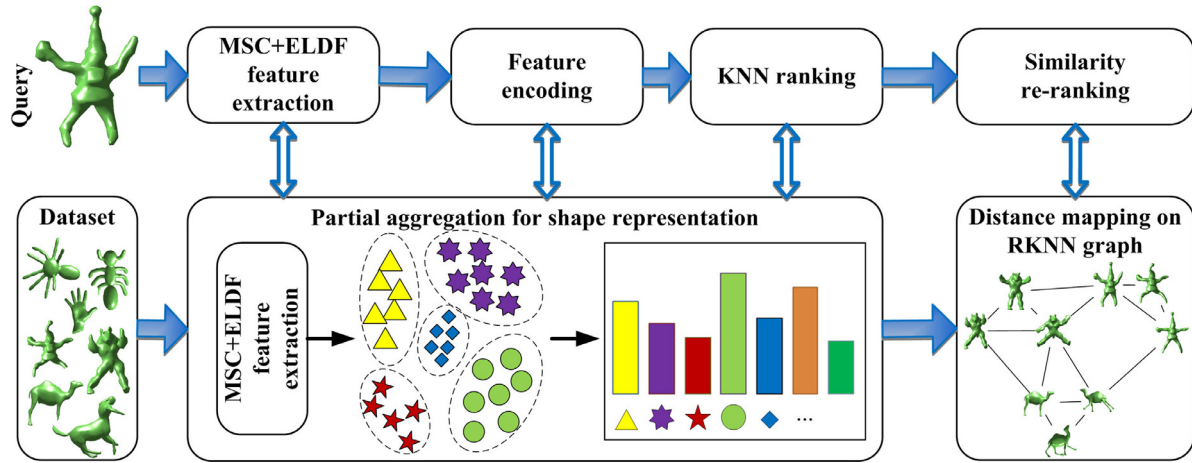 Query
MSC+ELDF
feature
extraction
Feature
encoding
KNN ranking
Similarity
re-ranking
Dataset
Partial aggregation for shape representation
MSC+ELDF
feature
extraction
...
Distance mapping on
RKNN graph